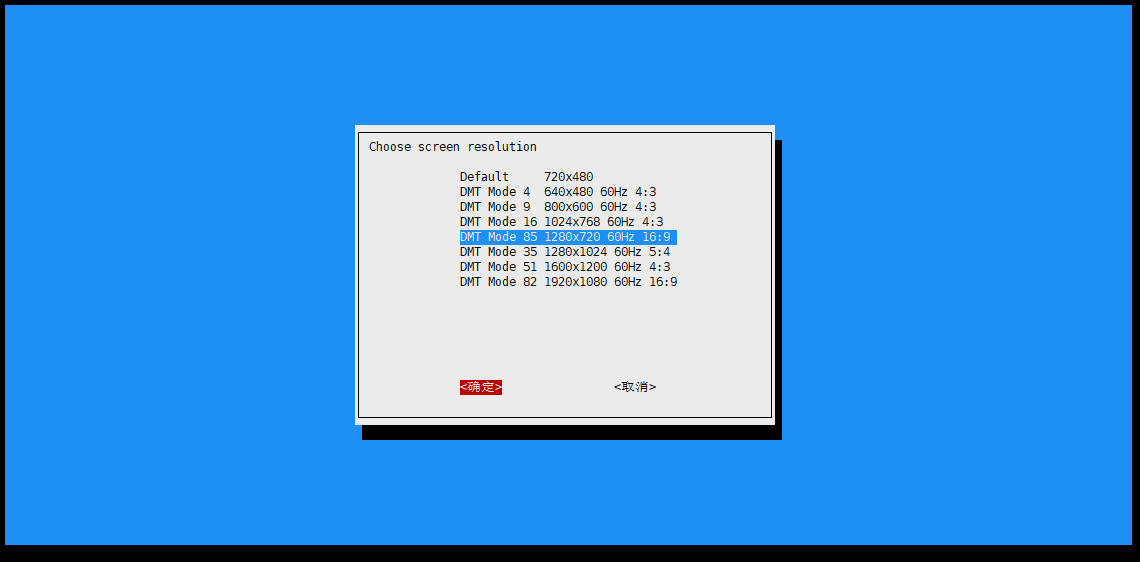 Choose screen resolution
Default     720x480
DMT Mode 4  640x480 60Hz 4:3
DMT Mode 9  800x600 60Hz 4:3
DMT Mode 16 1024x768 60Hz 4:3
DMT Mode 85 1280x720 60Hz 16:9
DMT Mode 35 1280x1024 60Hz 5:4
DMT Mode 51 1600x1200 60Hz 4:3
DMT Mode 82 1920x1080 60Hz 16:9
<确定> <取消>